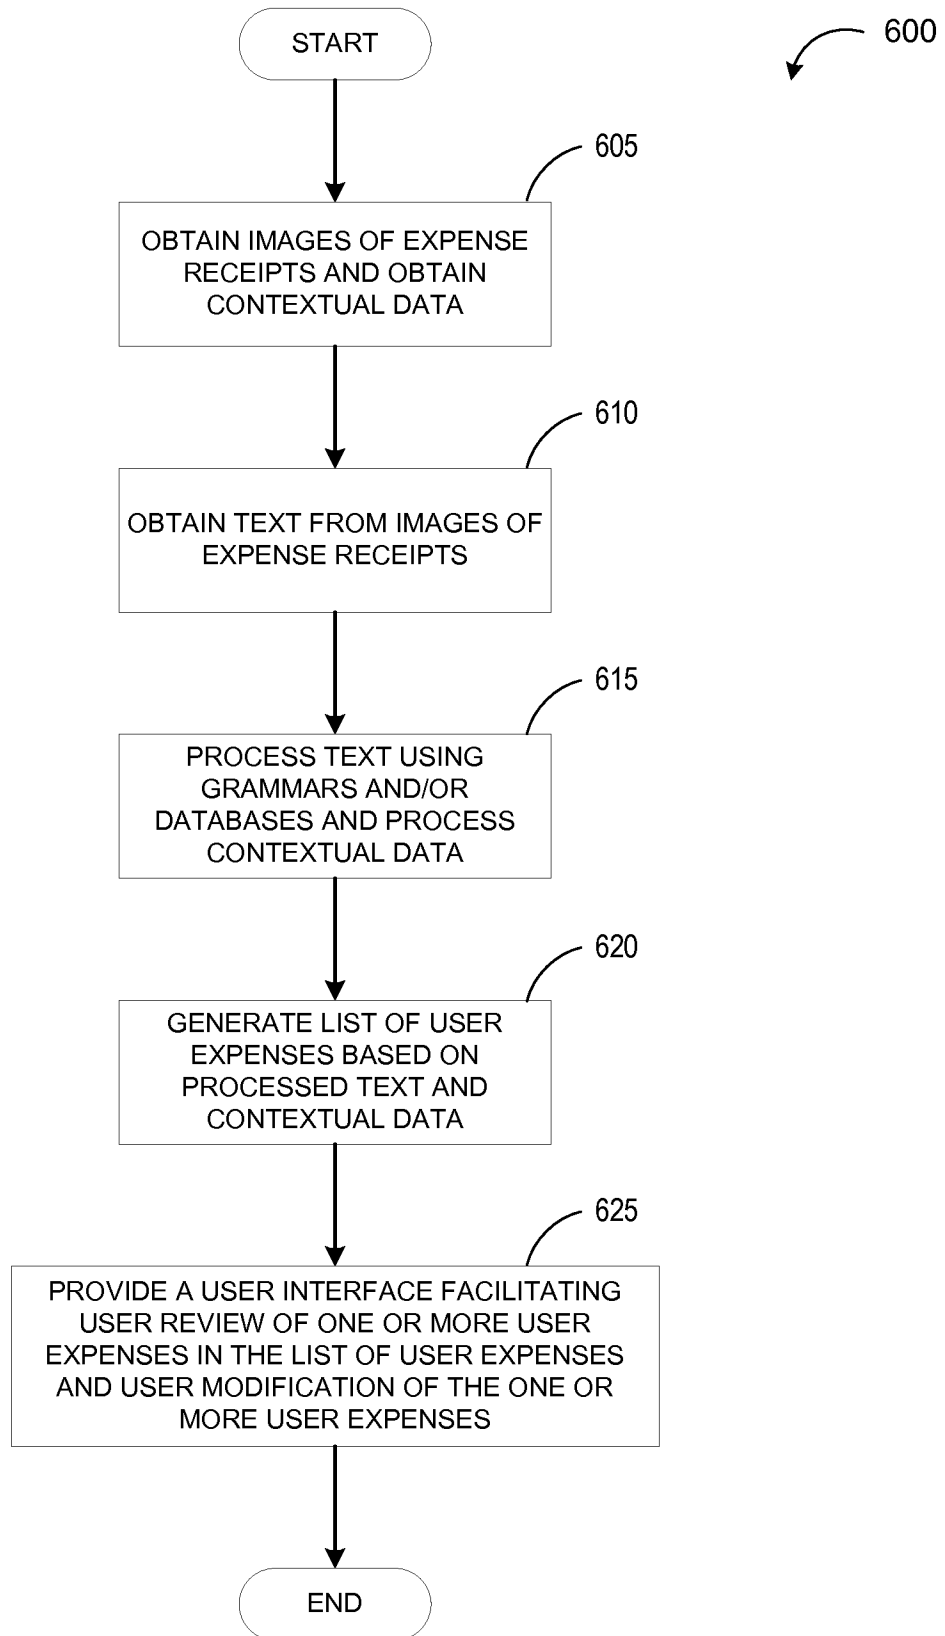 START
600
605
OBTAIN IMAGES OF EXPENSE
RECEIPTS AND OBTAIN
CONTEXTUAL DATA
610
OBTAIN TEXT FROM IMAGES OF
EXPENSE RECEIPTS
615
PROCESS TEXT USING
GRAMMARS AND/OR
DATABASES AND PROCESS
CONTEXTUAL DATA
620
GENERATE LIST OF USER
EXPENSES BASED ON
PROCESSED TEXT AND
CONTEXTUAL DATA
625
PROVIDE A USER INTERFACE FACILITATING
USER REVIEW OF ONE OR MORE USER
EXPENSES IN THE LIST OF USER EXPENSES
AND USER MODIFICATION OF THE ONE OR
MORE USER EXPENSES
END